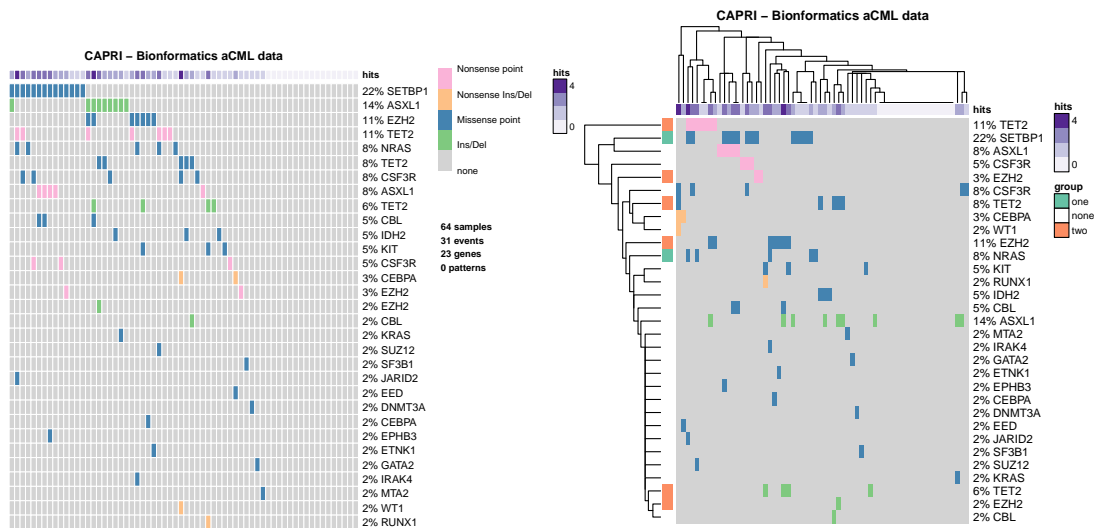 CAPRI – Bionformatics aCML data
hits
22% SETBP1
14% ASXL1
11% EZH2
11% TET2
8% NRAS
8% TET2
8% CSF3R
8% ASXL1
6% TET2
5% CBL
5% IDH2
5% KIT
5% CSF3R
3% CEBPA
3% EZH2
2% EZH2
2% CBL
2% KRAS
2% SUZ12
2% SF3B1
2% JARID2
2% EED
2% DNMT3A
2% CEBPA
2% EPHB3
2% ETNK1
2% GATA2
2% IRAK4
2% MTA2
2% WT1
2% RUNX1
Nonsense point
Nonsense Ins/Del
Missense point
Ins/Del
none
hits
4
0
64 samples
31 events
23 genes
0 patterns
CAPRI – Bionformatics aCML data
hits
11% TET2
22% SETBP1
8% ASXL1
5% CSF3R
3% EZH2
8% CSF3R
8% TET2
3% CEBPA
2% WT1
11% EZH2
8% NRAS
5% KIT
2% RUNX1
5% IDH2
5% CBL
14% ASXL1
2% MTA2
2% IRAK4
2% GATA2
2% ETNK1
2% EPHB3
2% CEBPA
2% DNMT3A
2% EED
2% JARID2
2% SF3B1
2% SUZ12
2% KRAS
6% TET2
2% EZH2
2% CBL
hits
4
0
group
one
none
two